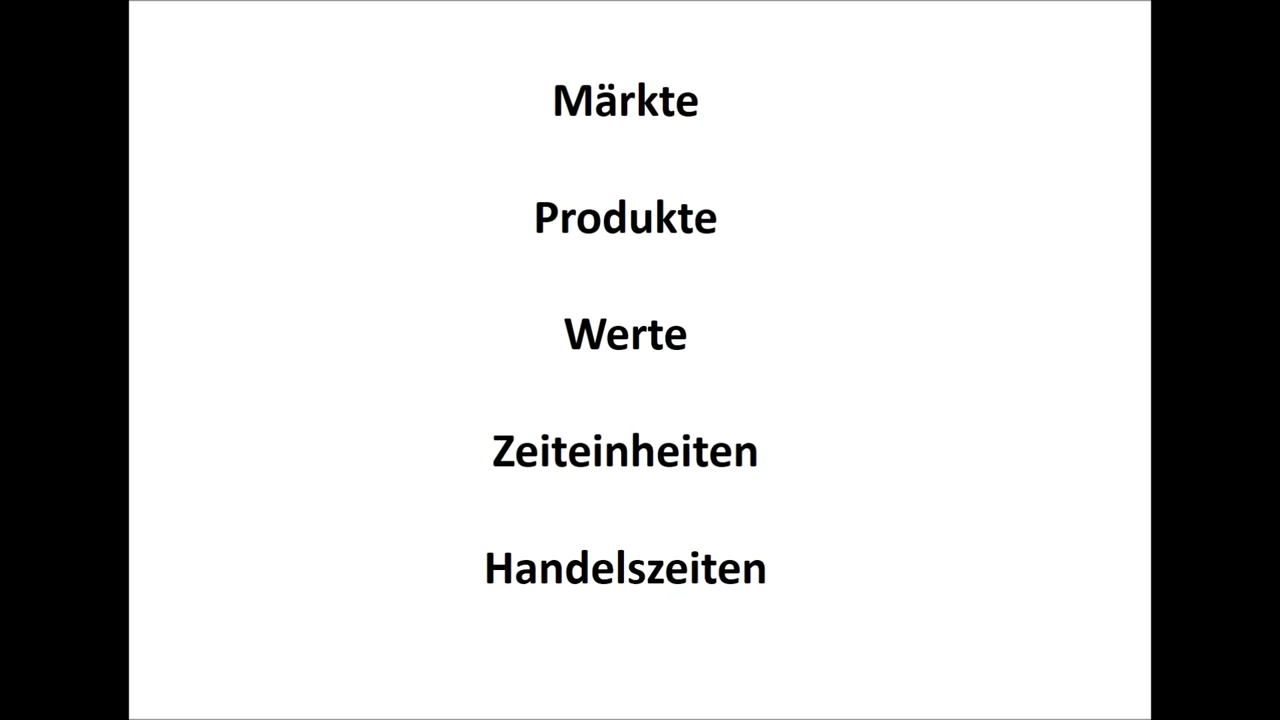 Märkte
Produkte
Werte
Zeiteinheiten
Handelszeiten